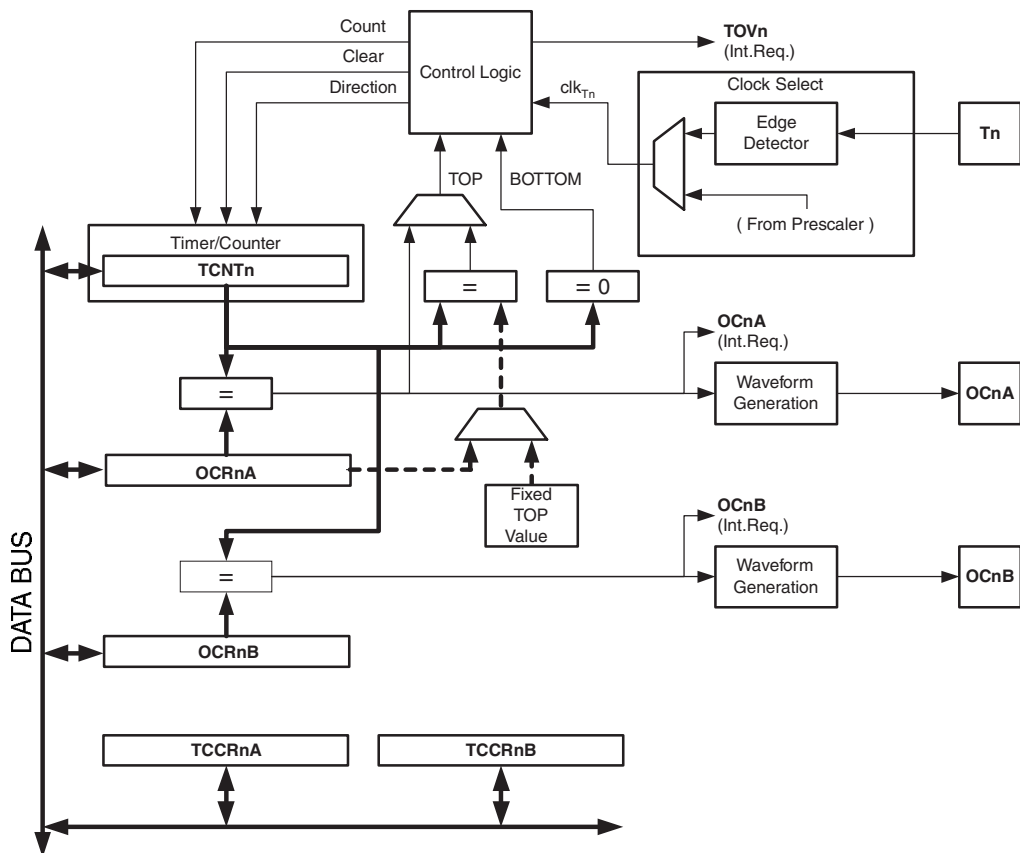 Count
Clear
Direction
Control Logic
TOVn
(Int.Req.)
clkTn
Clock Select
Edge
Detector
Tn
( From Prescaler )
TOP
BOTTOM
Timer/Counter
TCNTn
=
= 0
OCnA
(Int.Req.)
=
Waveform
Generation
OCnA
OCRnA
Fixed
TOP
Value
OCnB
(Int.Req.)
=
Waveform
Generation
OCnB
OCRnB
DATA BUS
TCCRnA
TCCRnB